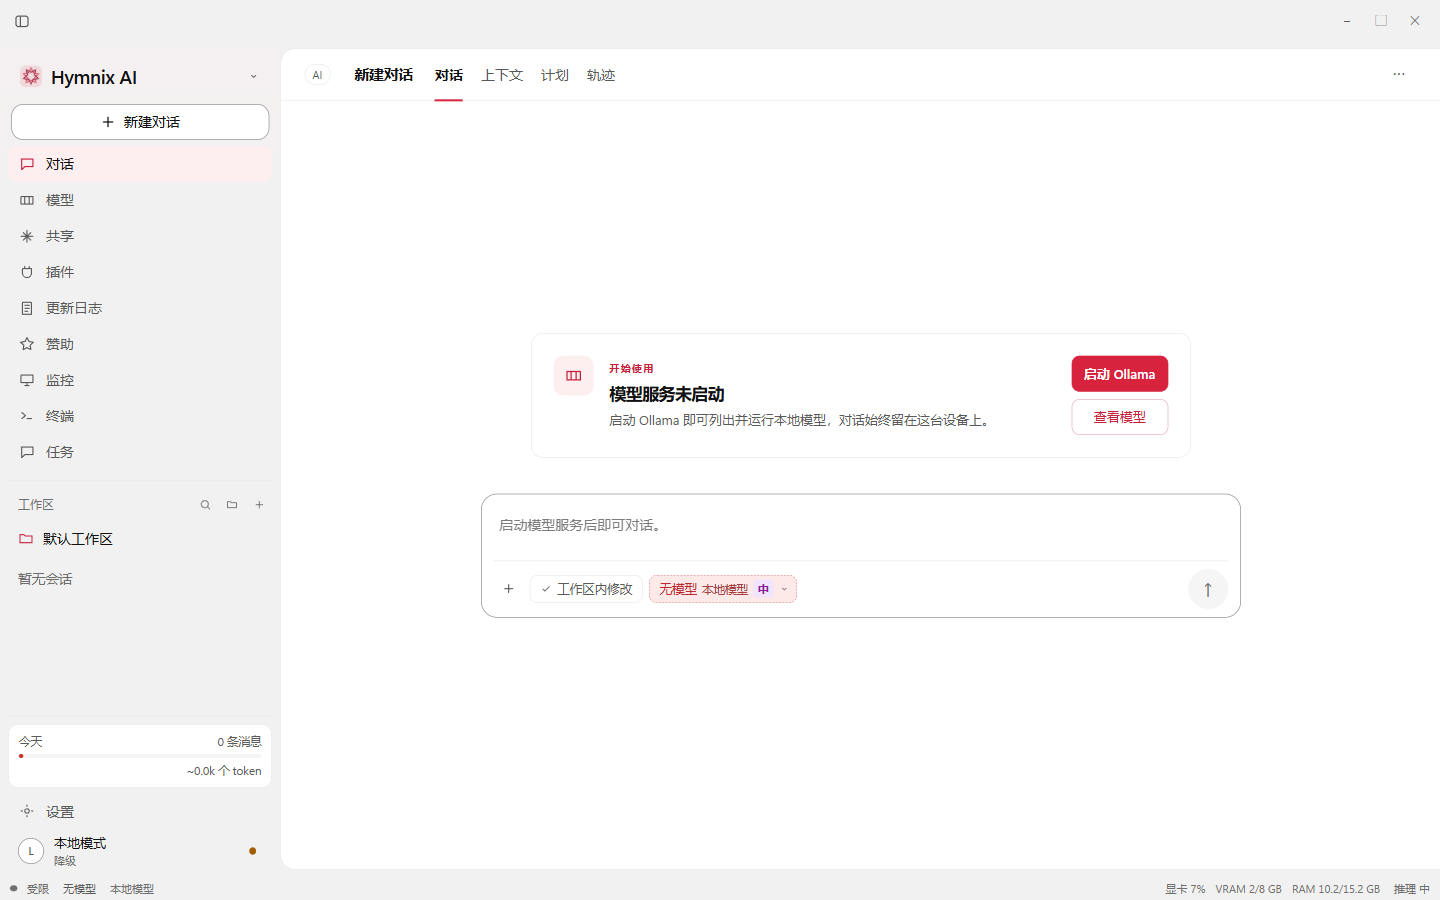 Hymnix AI
新建对话
对话
模型
共享
插件
更新日志
赞助
监控
终端
任务
工作区
默认工作区
暂无会话
今天 0 条消息
~0.0k 个 token
设置
L 本地模式
降级
AI 新建对话 对话 上下文 计划 轨迹
开始使用
模型服务未启动
启动 Ollama 即可列出并运行本地模型，对话始终留在这台设备上。
启动 Ollama
查看模型
启动模型服务后即可对话。
工作区内修改 无模型 本地模型 中
受限 无模型 本地模型 显卡 7% VRAM 2/8 GB RAM 10.2/15.2 GB 推理 中